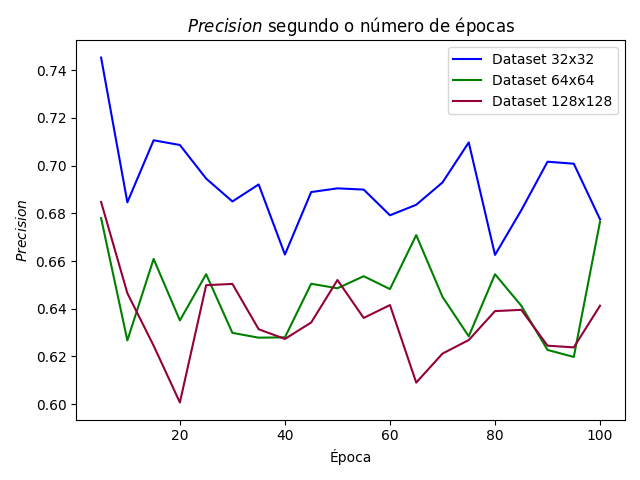 Precision segundo o número de épocas
Dataset 32x32
Dataset 64x64
Dataset 128x128
0.74
0.72
0.70
0.68
0.66
0.64
0.62
0.60
Precision
20 40 60 80 100
Época